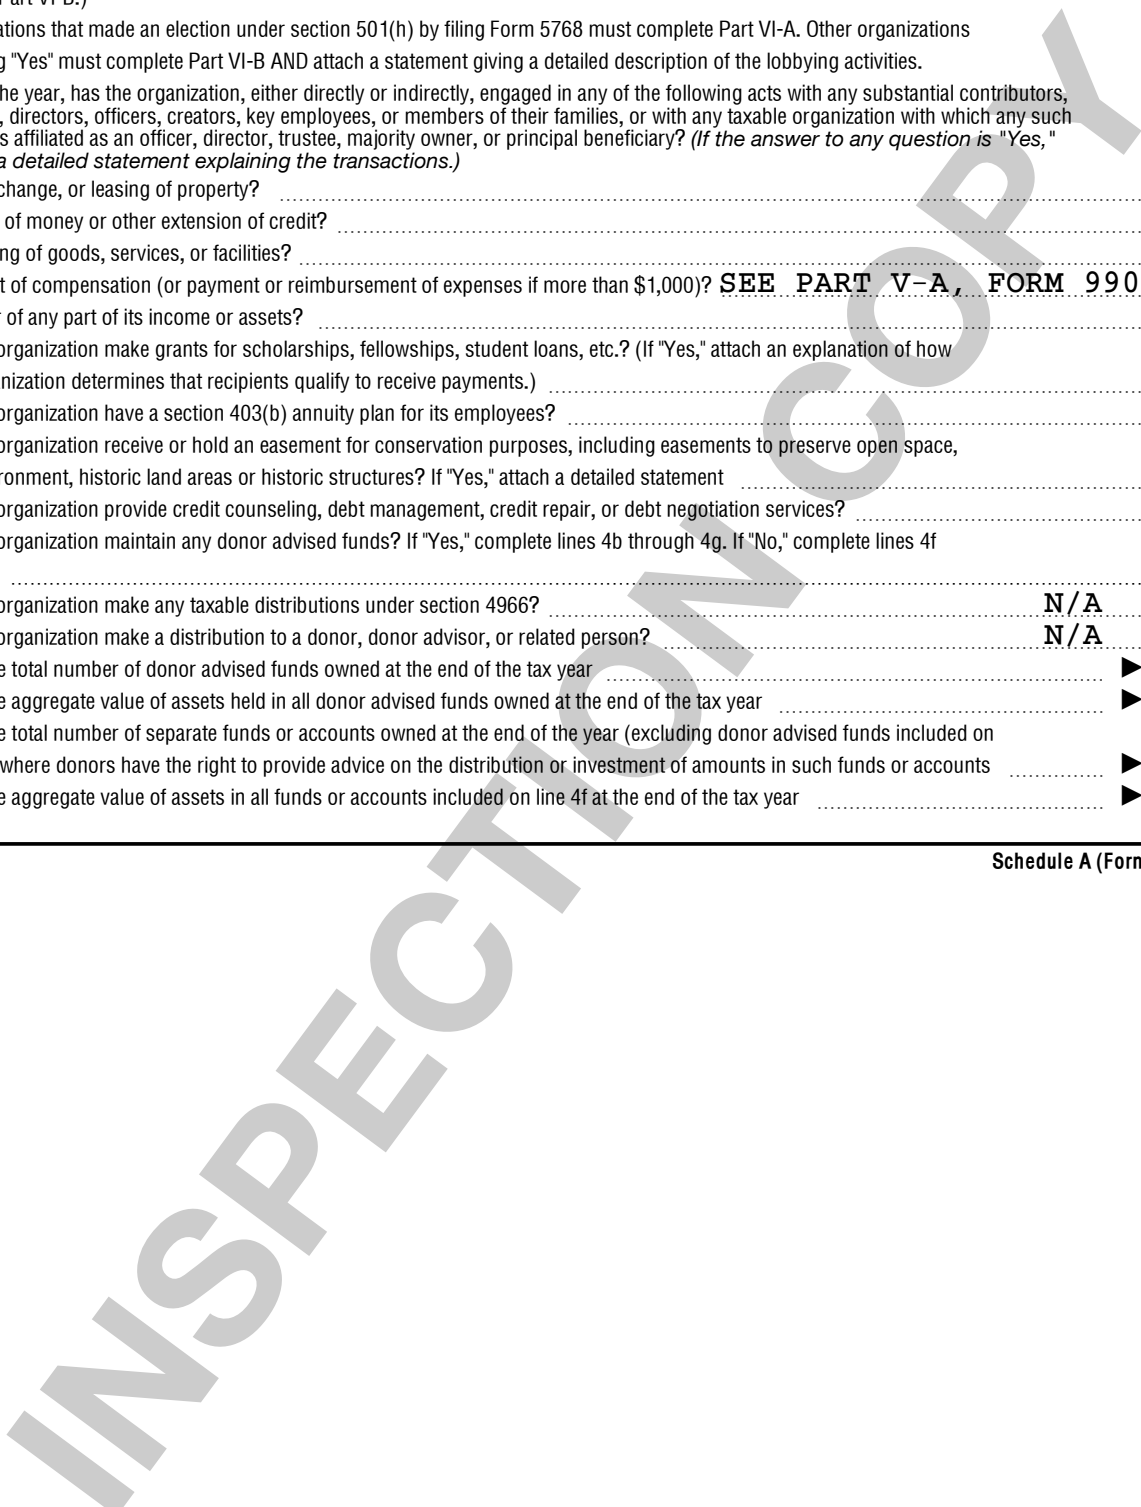 ations that made an election under section 501(h) by filing Form 5768 must complete Part VI-A. Other organizations
g "Yes" must complete Part VI-B AND attach a statement giving a detailed description of the lobbying activities.
he year, has the organization, either directly or indirectly, engaged in any of the following acts with any substantial contributors,
, directors, officers, creators, key employees, or members of their families, or with any taxable organization with which any such
s affiliated as an officer, director, trustee, majority owner, or principal beneficiary? (If the answer to any question is "Yes,"
a detailed statement explaining the transactions.)
change, or leasing of property?
of money or other extension of credit?
ng of goods, services, or facilities?
t of compensation (or payment or reimbursement of expenses if more than $1,000)? SEE PART V-A, FORM 990
r of any part of its income or assets?
organization make grants for scholarships, fellowships, student loans, etc.? (If "Yes," attach an explanation of how
nization determines that recipients qualify to receive payments.)
organization have a section 403(b) annuity plan for its employees?
organization receive or hold an easement for conservation purposes, including easements to preserve open space,
ronment, historic land areas or historic structures? If "Yes," attach a detailed statement
organization provide credit counseling, debt management, credit repair, or debt negotiation services?
organization maintain any donor advised funds? If "Yes," complete lines 4b through 4g. If "No," complete lines 4f
organization make any taxable distributions under section 4966? N/A
organization make a distribution to a donor, donor advisor, or related person? N/A
e total number of donor advised funds owned at the end of the tax year
e aggregate value of assets held in all donor advised funds owned at the end of the tax year
e total number of separate funds or accounts owned at the end of the year (excluding donor advised funds included on
where donors have the right to provide advice on the distribution or investment of amounts in such funds or accounts
e aggregate value of assets in all funds or accounts included on line 4f at the end of the tax year
Schedule A (Form
INSPECTION COPY